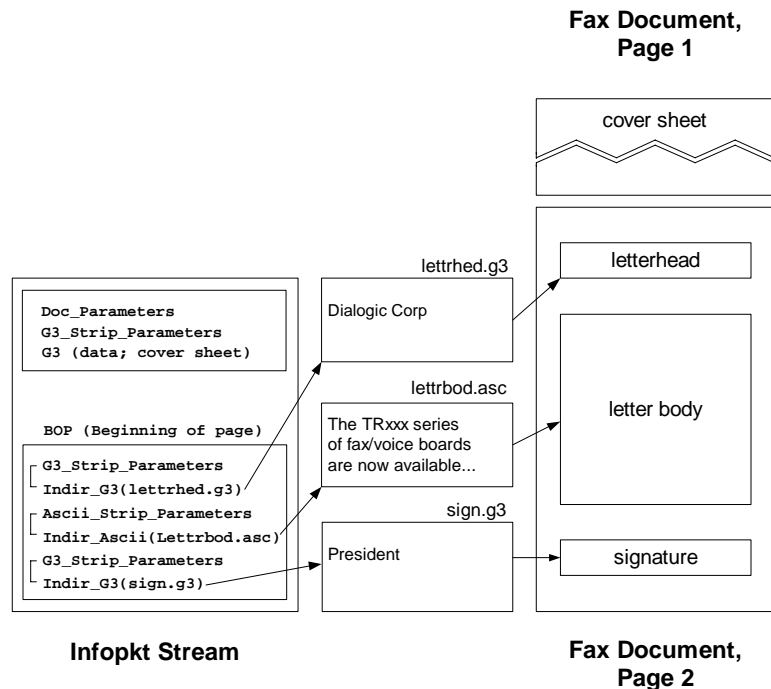 Fax Document,
Page 1
cover sheet
lettrhed.g3
letterhead
Doc_Parameters
G3_Strip_Parameters
G3 (data; cover sheet)
Dialogic Corp
lettrbod.asc
letter body
BOP (Beginning of page)
The TRxxx series
of fax/voice boards
are now available...
G3_Strip_Parameters
Indir_G3(lettrhed.g3)
Ascii_Strip_Parameters
Indir_Ascii(Lettrbod.asc)
G3_Strip_Parameters
Indir_G3(sign.g3)
sign.g3
President
signature
Infopkt Stream
Fax Document,
Page 2